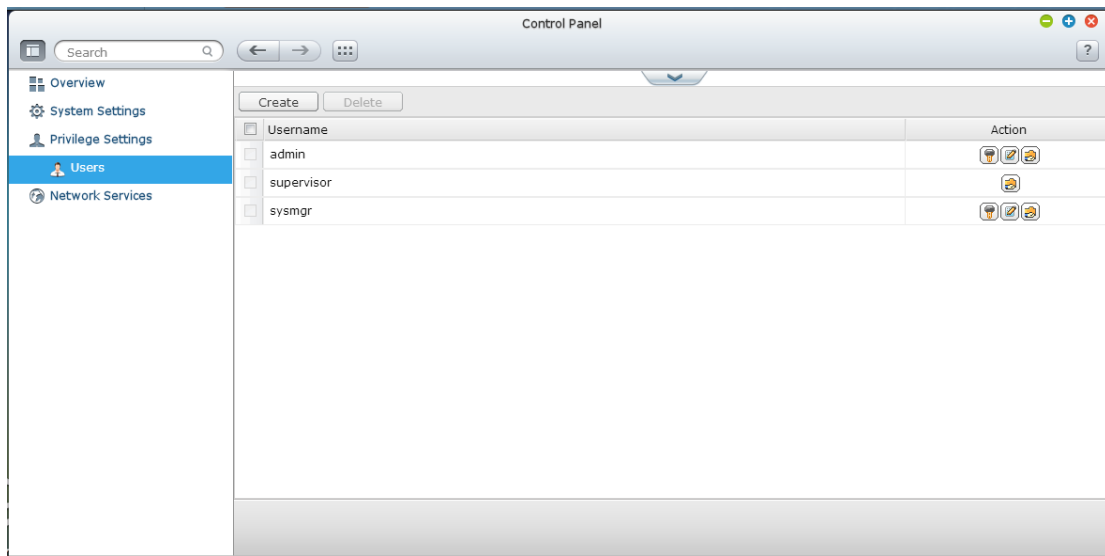 Control Panel
Search
?
Overview
System Settings
Privilege Settings
Users
Network Services
Create Delete
Username Action
admin
supervisor
sysmgr